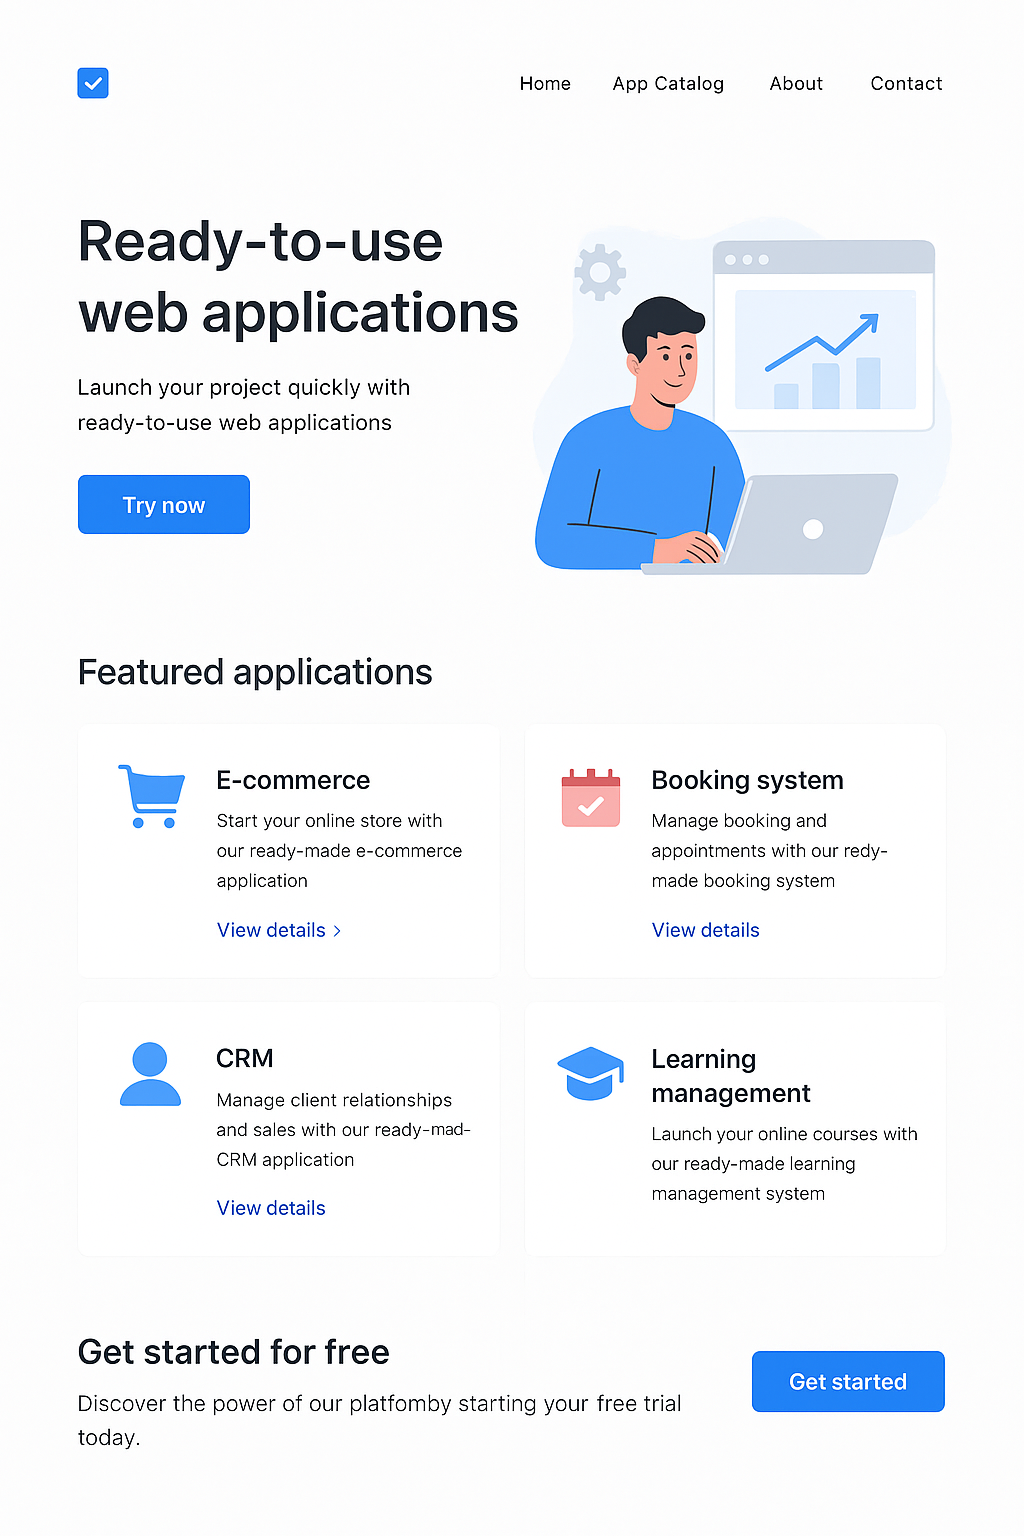 Home App Catalog About Contact
Ready-to-use
web applications
Launch your project quickly with
ready-to-use web applications
Try now
Featured applications
E-commerce
Start your online store with
our ready-made e-commerce
application
View details >
Booking system
Manage booking and
appointments with our redy-
made booking system
View details
CRM
Manage client relationships
and sales with our ready-mad-
CRM application
View details
Learning
management
Launch your online courses with
our ready-made learning
management system
Get started for free
Discover the power of our platfomby starting your free trial
today.
Get started